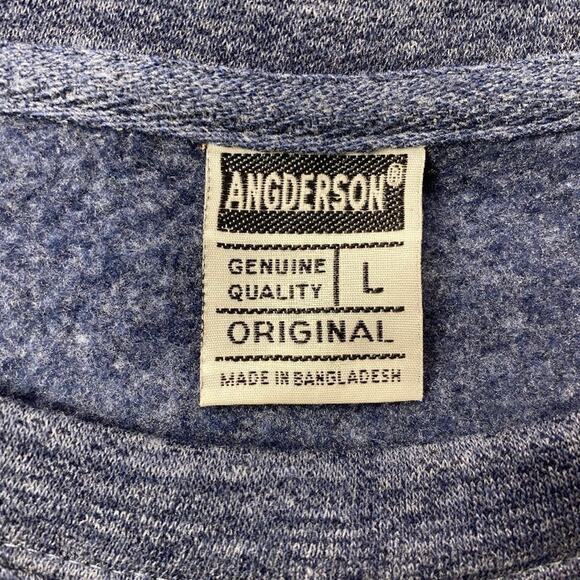 ANGDERSON®
GENUINE
QUALITY
L
ORIGINAL
MADE IN BANGLADESH